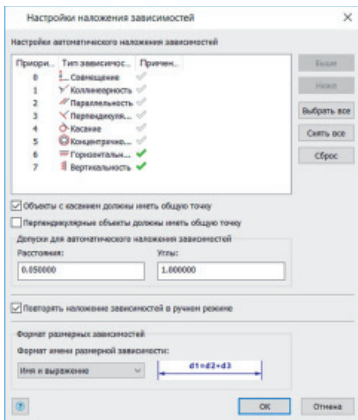 Настройки наложения зависимостей
Настройки автоматического наложения зависимостей
Приори... Тип зависимос... Примен...
0 Совмещение
1 Коллинеарность
2 Параллельность
3 Перпендикуля...
4 Касание
5 Концентрично...
6 Горизонтальн...
7 Вертикальность
Выше
Ниже
Выбрать все
Снять все
Сброс
Объекты с касанием должны иметь общую точку
Перпендикулярные объекты должны иметь общую точку
Допуски для автоматического наложения зависимостей
Расстояния: Углы:
0.050000 1.000000
Повторять наложение зависимостей в ручном режиме
Формат размерных зависимостей
Формат имени размерной зависимости:
Имя и выражение d1=d2+d3
? ОК Отмена